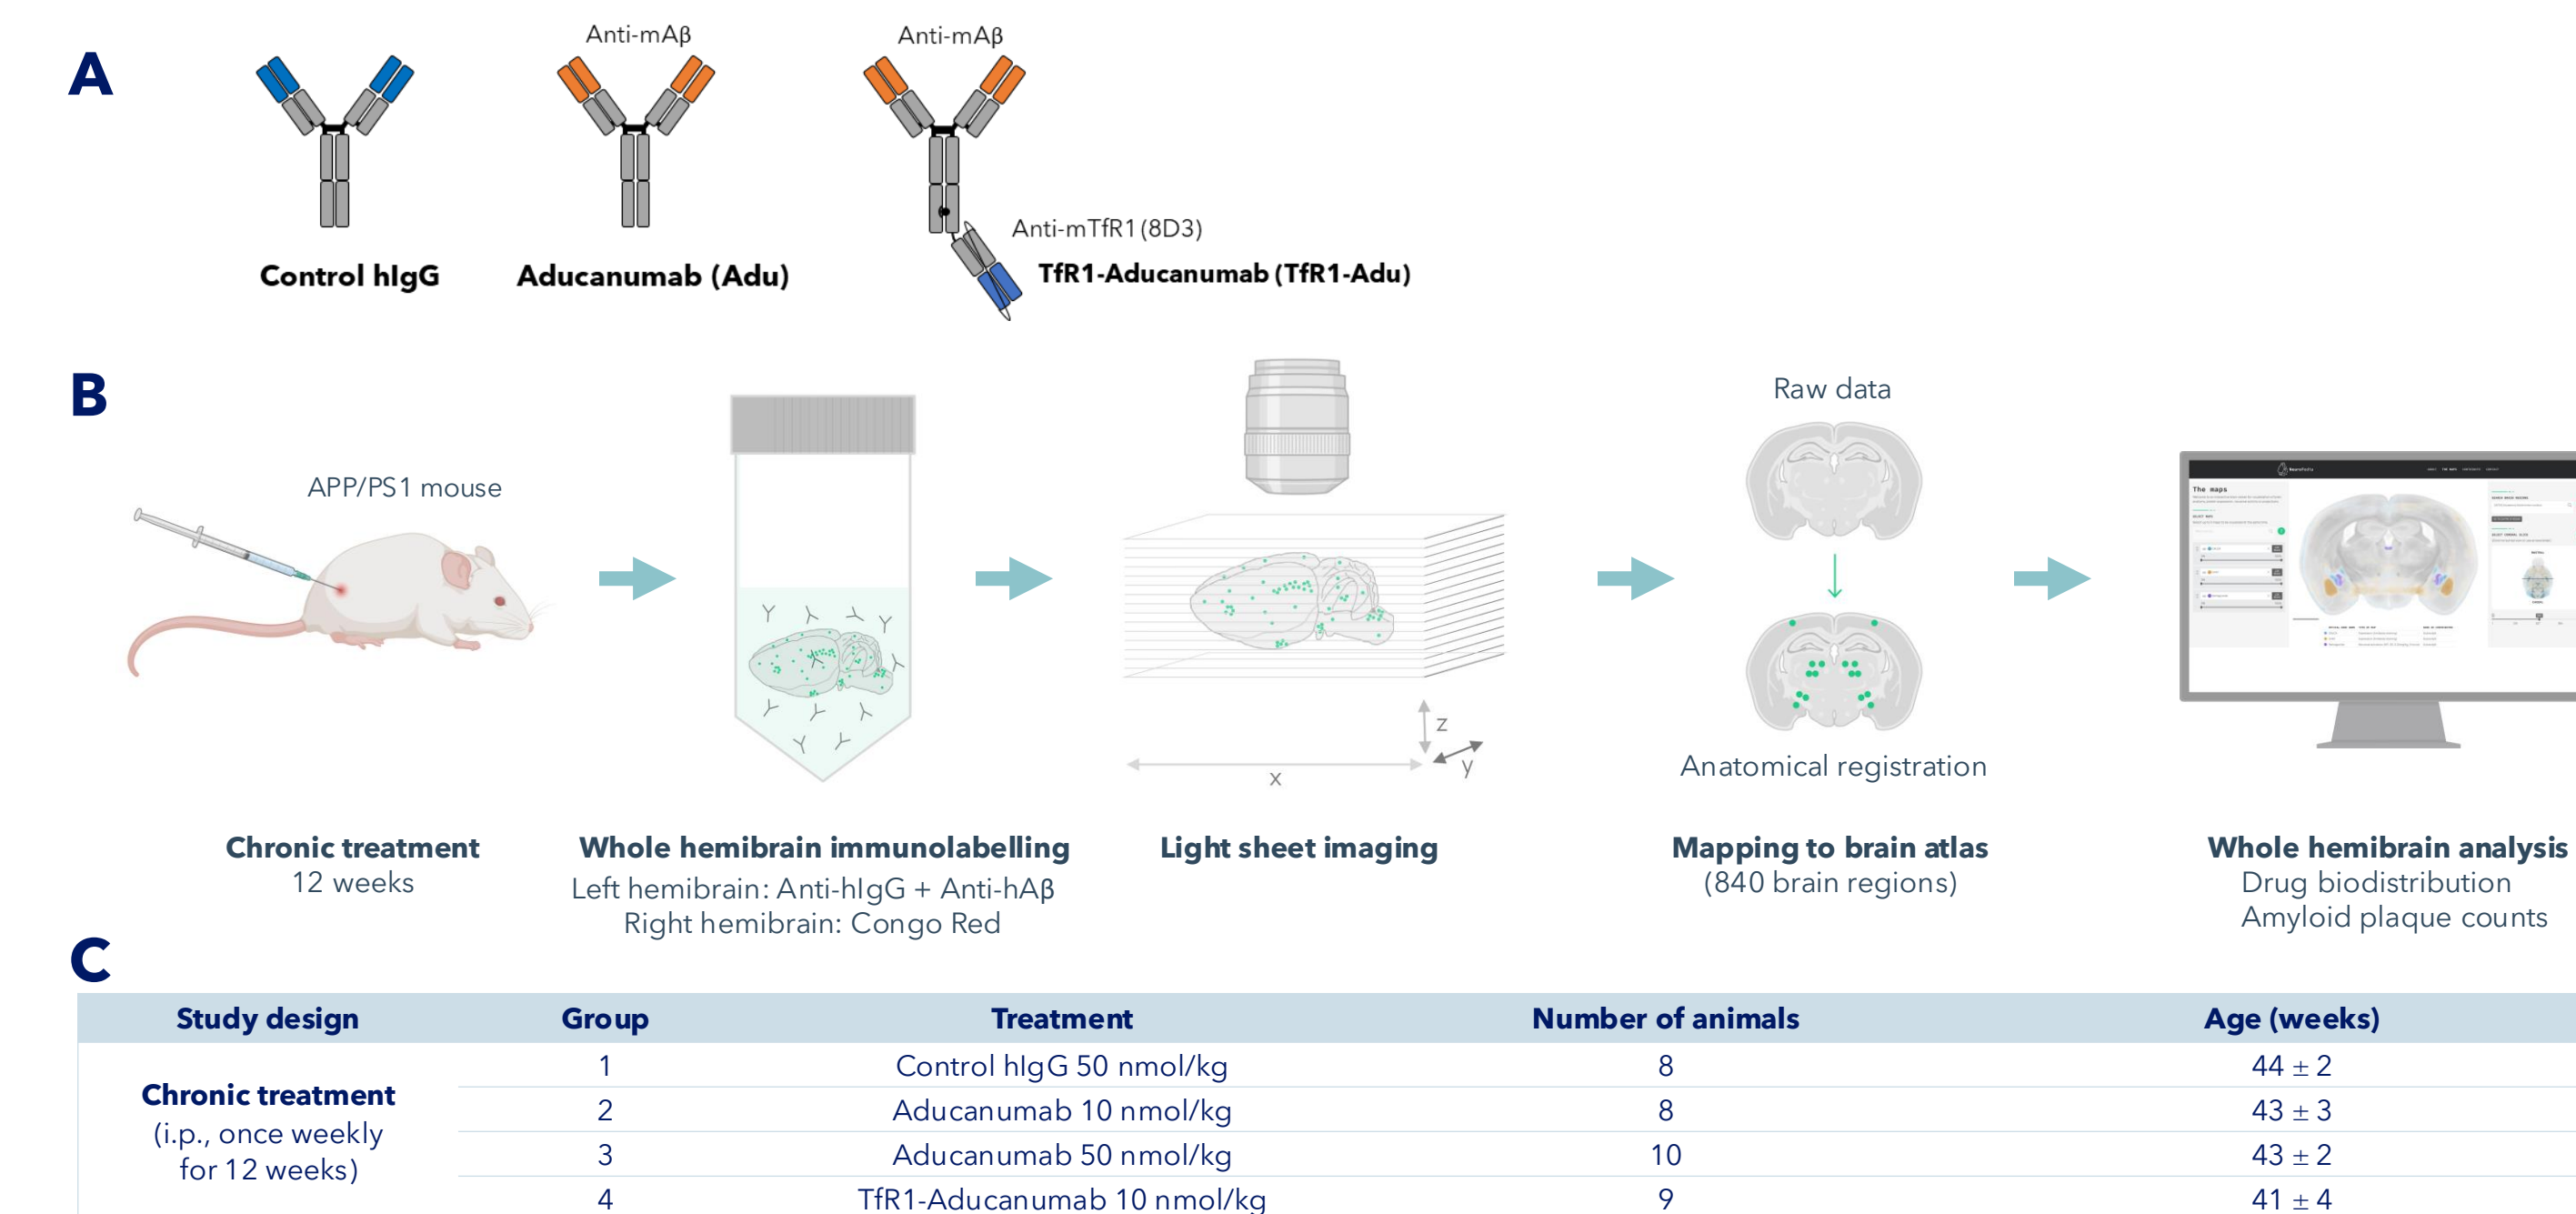 A
Anti-mAβ
Anti-mAβ
Anti-mTfR1 (8D3)
Control hIgG
Aducanumab (Adu)
TfR1-Aducanumab (TfR1-Adu)
B
APP/PS1 mouse
Raw data
The maps
z
y
x
Anatomical registration
Chronic treatment
12 weeks
Whole hemibrain immunolabelling
Left hemibrain: Anti-hIgG + Anti-hAβ
Right hemibrain: Congo Red
Light sheet imaging
Mapping to brain atlas
(840 brain regions)
Whole hemibrain analysis
Drug biodistribution
Amyloid plaque counts
C
Study design Group Treatment Number of animals Age (weeks)
Chronic treatment
(i.p., once weekly
for 12 weeks)
1 Control hIgG 50 nmol/kg 8 44 ± 2
2 Aducanumab 10 nmol/kg 8 43 ± 3
3 Aducanumab 50 nmol/kg 10 43 ± 2
4 TfR1-Aducanumab 10 nmol/kg 9 41 ± 4